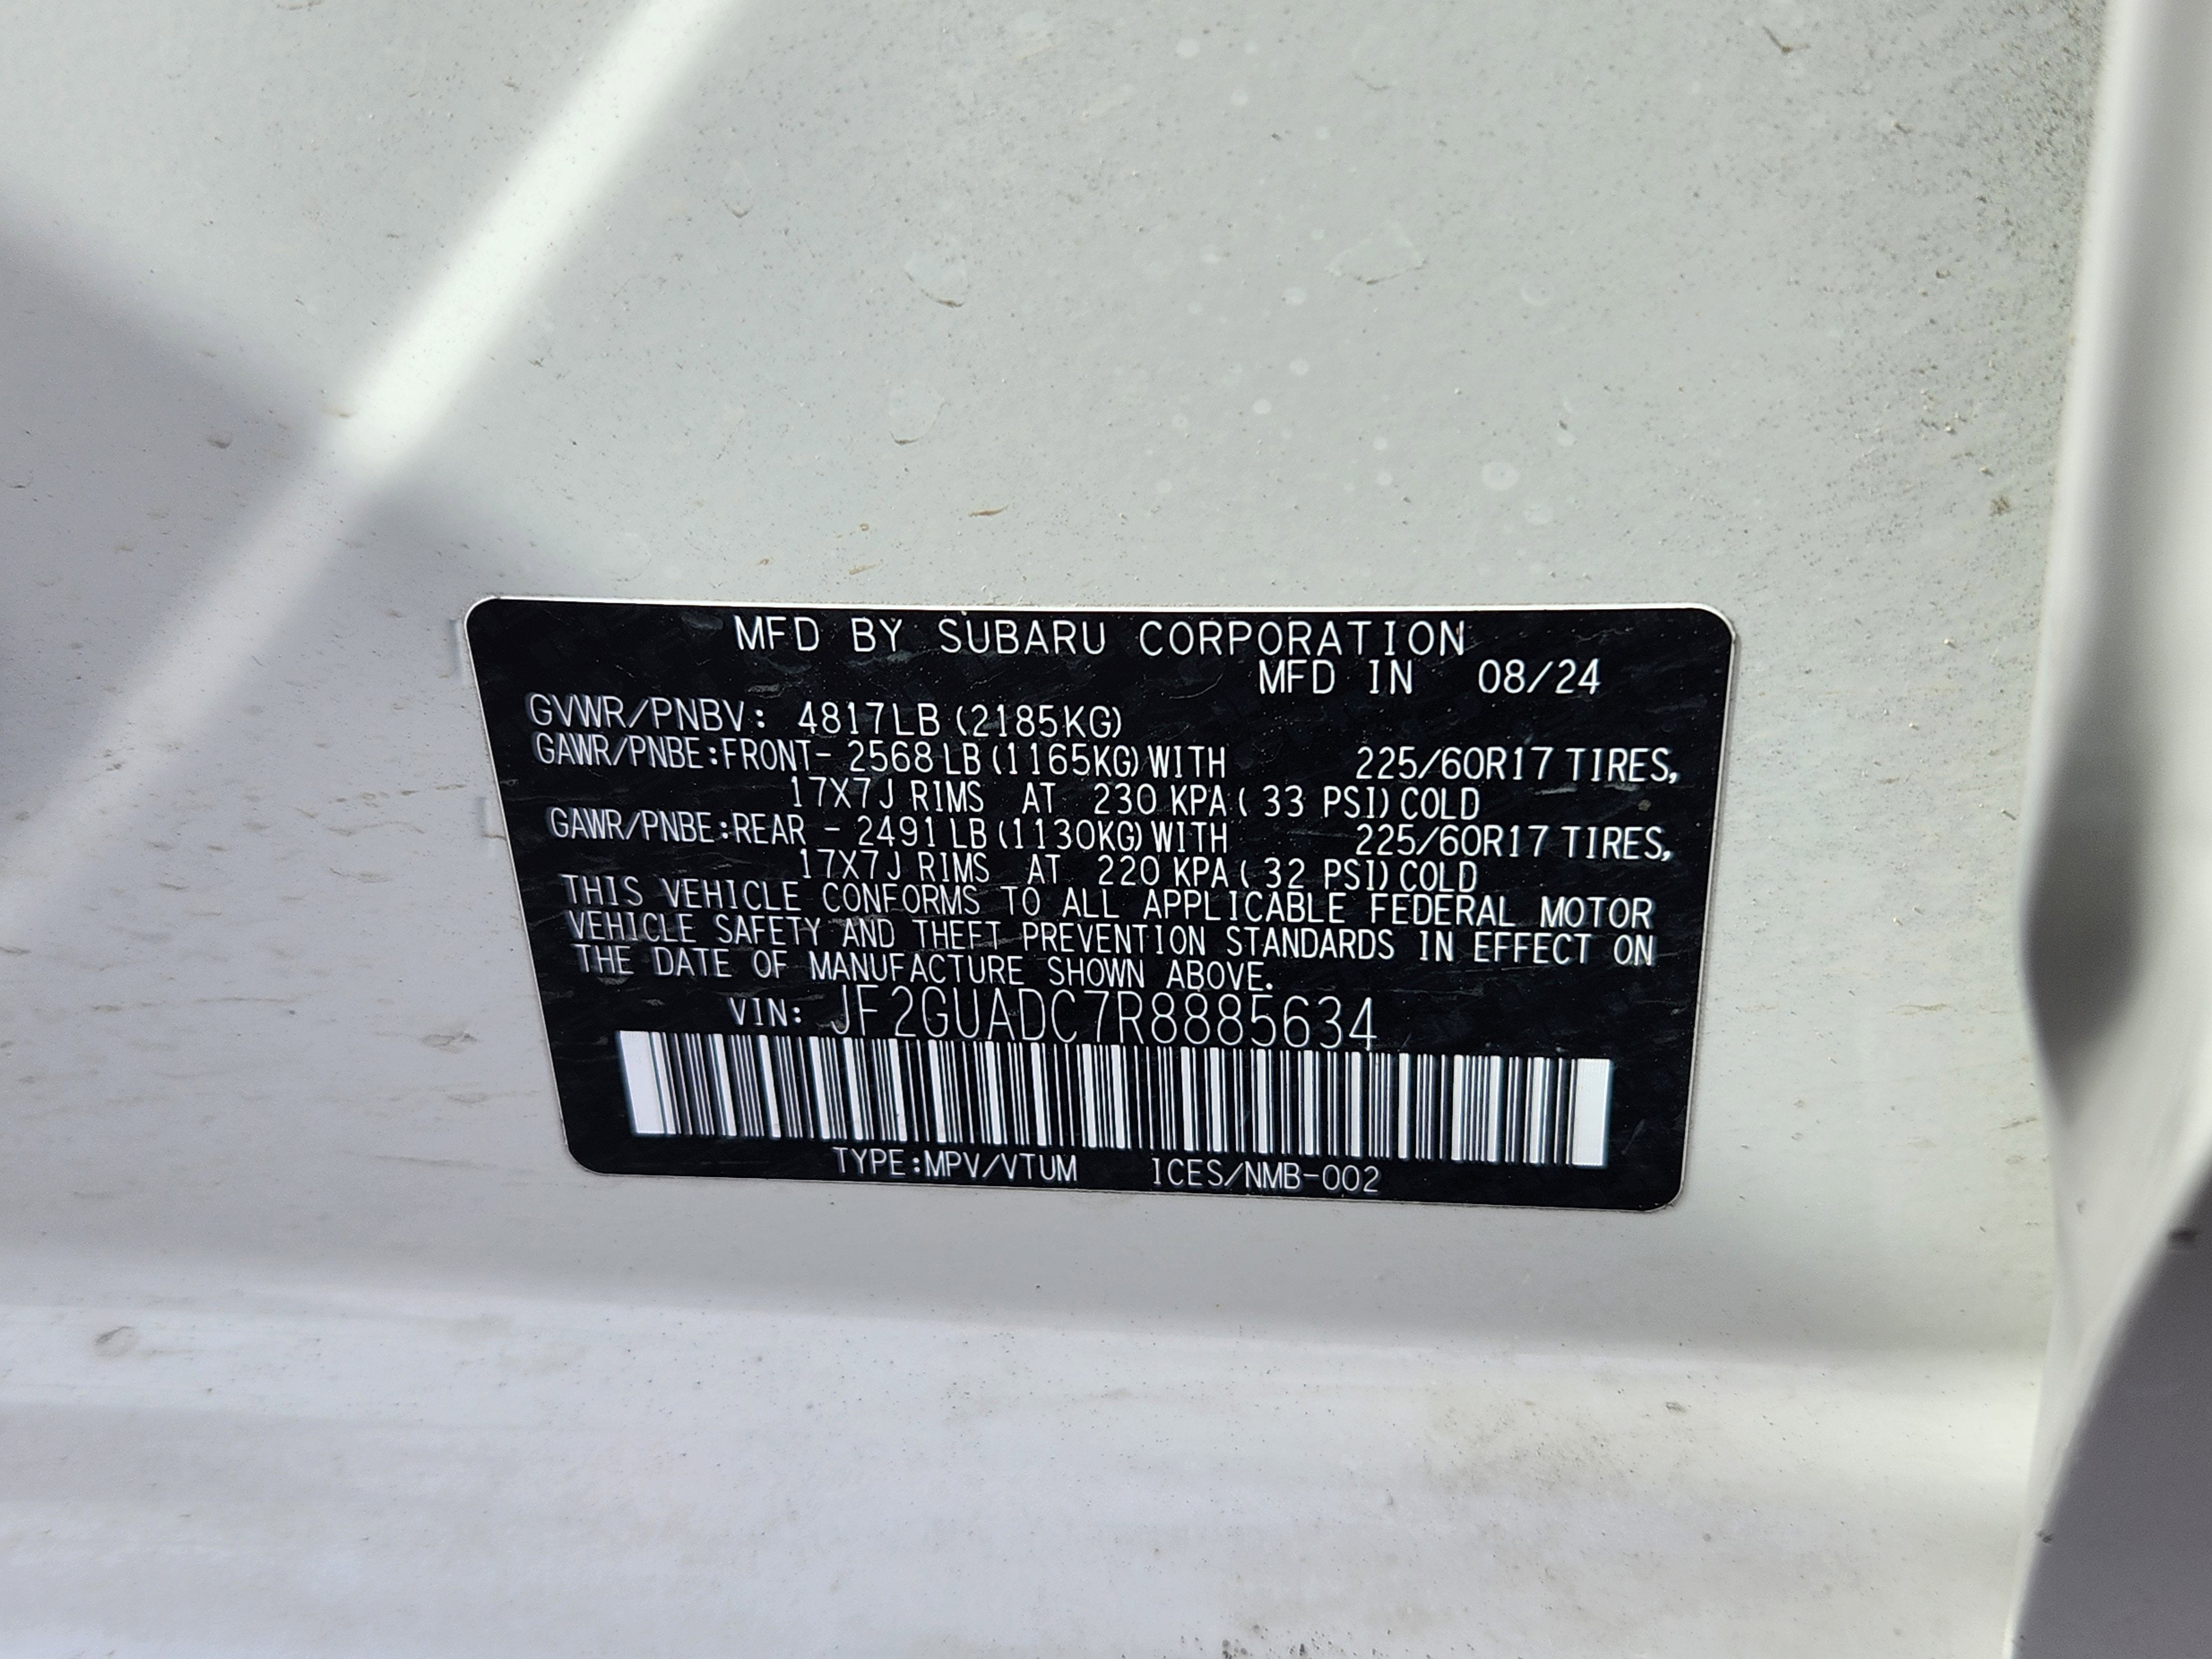 MFD BY SUBARU CORPORATION
MFD IN 08/24
GVWR/PNBV: 4817LB (2185KG)
GAWR/PNBE:FRONT- 2568 LB (1165KG) WITH 225/60R17 TIRES,
17X7J RIMS AT 230 KPA ( 33 PSI) COLD
GAWR/PNBE:REAR - 2491 LB (1130KG) WITH 225/60R17 TIRES,
17X7J RIMS AT 220 KPA ( 32 PSI) COLD
THIS VEHICLE CONFORMS TO ALL APPLICABLE FEDERAL MOTOR
VEHICLE SAFETY AND THEFT PREVENTION STANDARDS IN EFFECT ON
THE DATE OF MANUFACTURE SHOWN ABOVE.
VIN: JF2GUADC7R8885634
TYPE:MPV/VTUM ICES/NMB-002